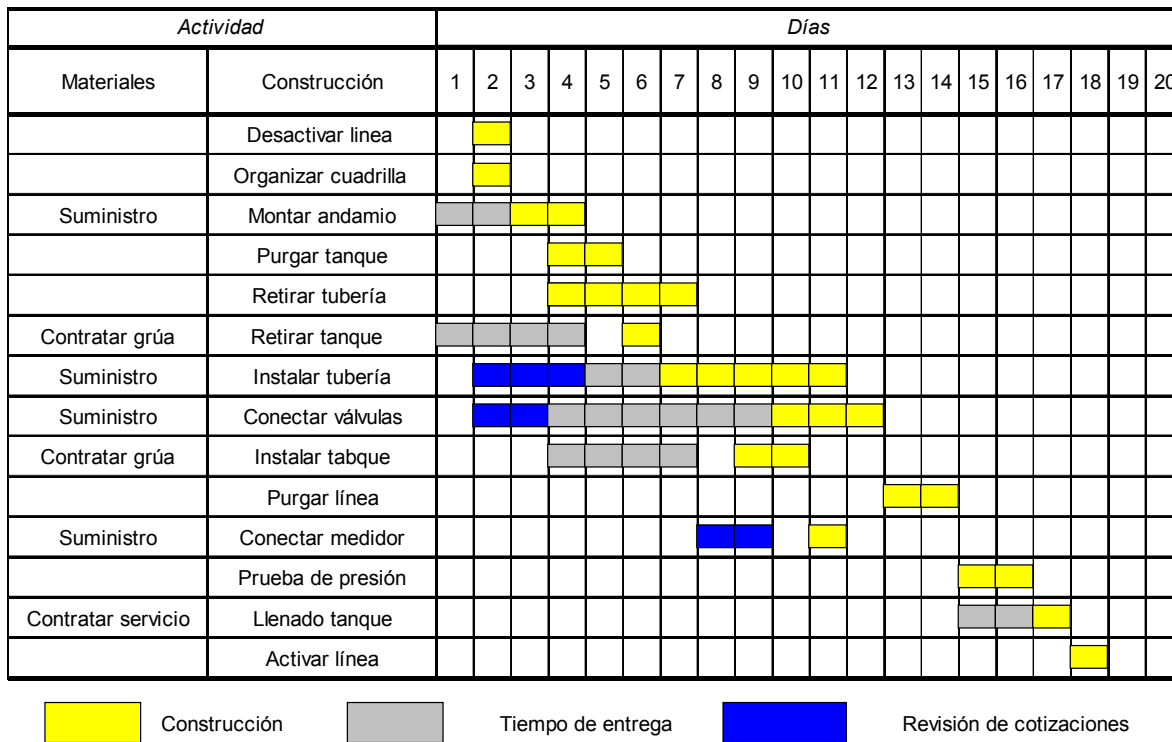 Actividad Días
Materiales Construcción 1 2 3 4 5 6 7 8 9 10 11 12 13 14 15 16 17 18 19 20
Desactivar linea
Organizar cuadrilla
Suministro Montar andamio
Purgar tanque
Retirar tubería
Contratar grúa Retirar tanque
Suministro Instalar tubería
Suministro Conectar válvulas
Contratar grúa Instalar tabque
Purgar línea
Suministro Conectar medidor
Prueba de presión
Contratar servicio Llenado tanque
Activar línea
Construcción Tiempo de entrega Revisión de cotizaciones